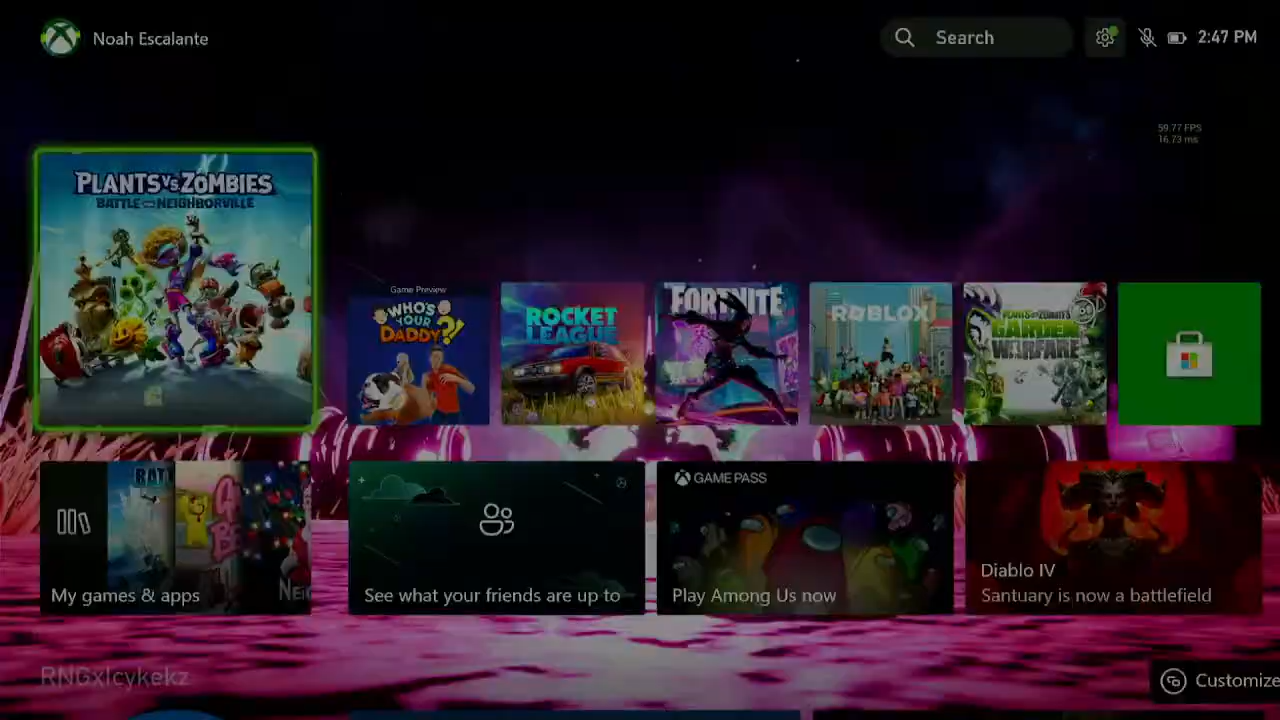 Noah Escalante
Search
2:47 PM
59.77 FPS
16.73 ms
PLANTS VS. ZOMBIES
BATTLE FOR NEIGHBORVILLE
Game Preview
WHO'S
YOUR
DADDY?!
ROCKET
LEAGUE
FORTNITE
ROBLOX
PLANTS VS. ZOMBIES
GARDEN
WARFARE
BATT
My games & apps
See what your friends are up to
GAME PASS
Play Among Us now
Diablo IV
Santuary is now a battlefield
RNGxIcykekz
Customize